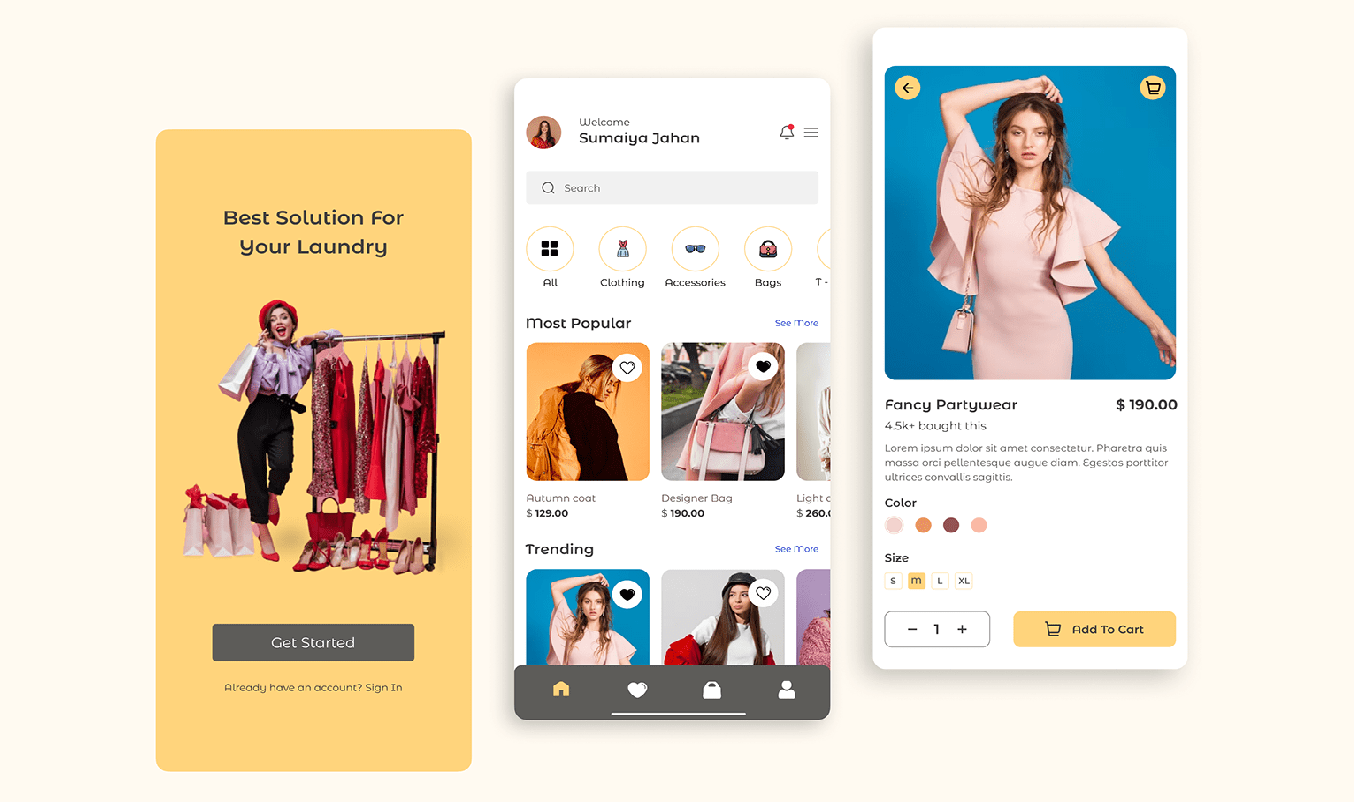 Best Solution For
Your Laundry
Get Started
Already have an account? Sign In
Welcome
Sumaiya Jahan
Search
All
Clothing
Accessories
Bags
T -
Most Popular
See More
Autumn coat
Designer Bag
Light
$ 129.00
$ 190.00
$ 260.0
Trending
See More
Fancy Partywear
$ 190.00
4.5k+ bought this
Lorem ipsum dolor sit amet consectetur. Pharetra quis
massa orci pellentesque augue diam. Egestas porttitor
ultrices convallis sagittis.
Color
Size
S M L XL
− 1 +
Add To Cart